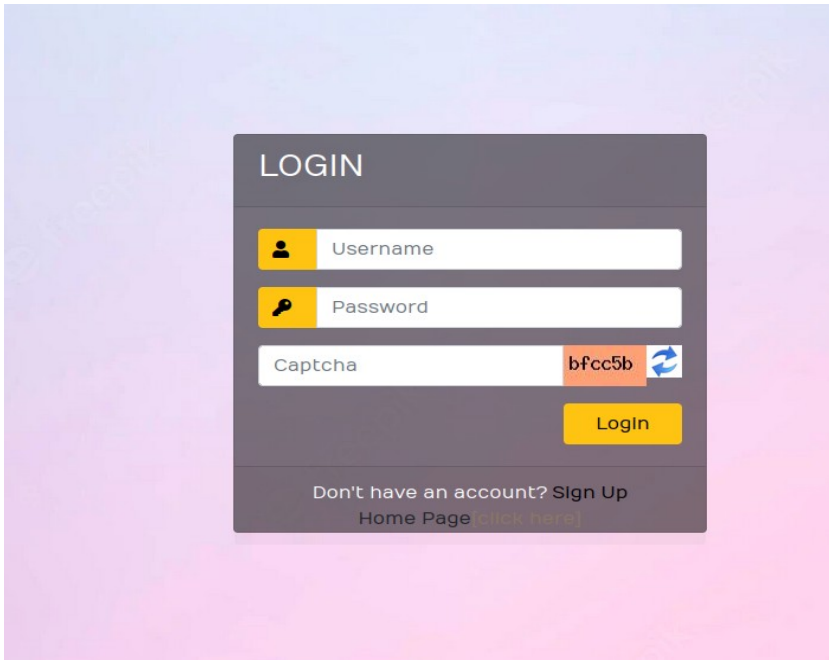 LOGIN
Username
Password
Captcha bfcc5b
Login
Don't have an account? Sign Up
Home Page[click here]